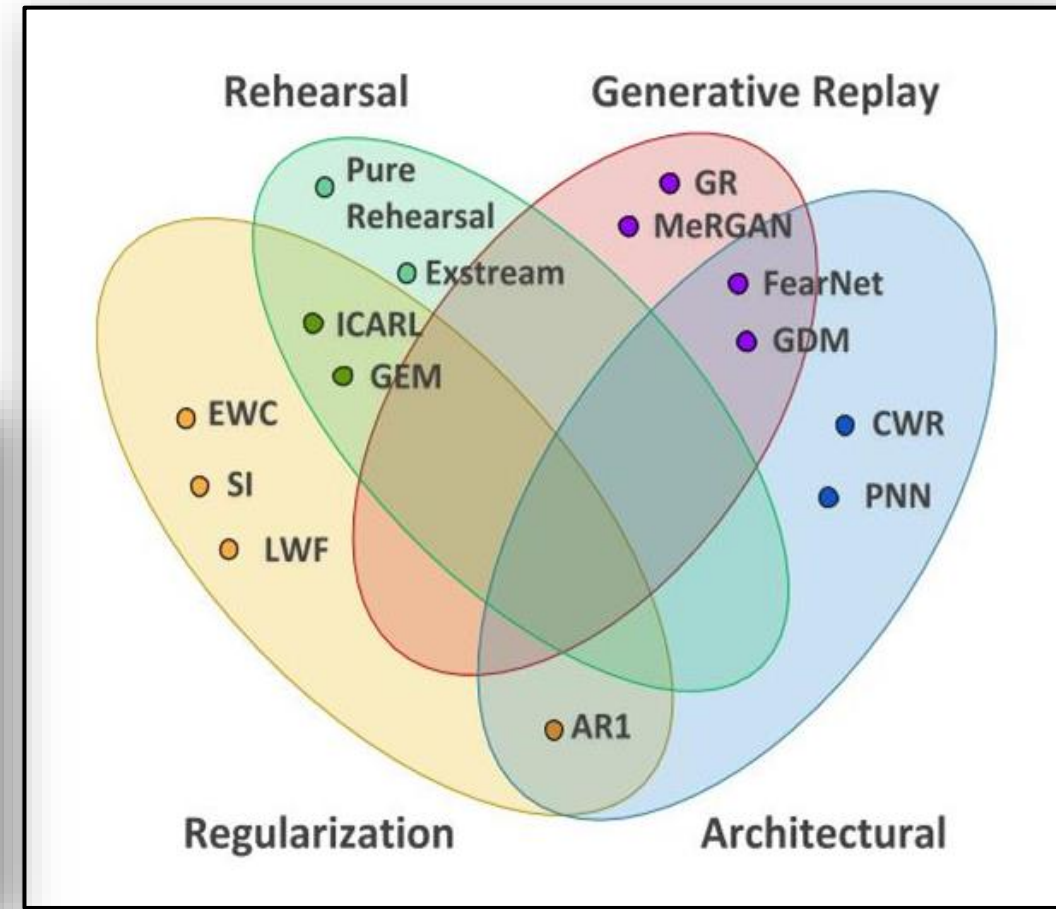 Rehearsal
Generative Replay
Pure
Rehearsal
GR
MeRGAN
Exstream
FearNet
ICARL
GDM
GEM
EWC
CWR
SI
PNN
LWF
AR1
Regularization
Architectural